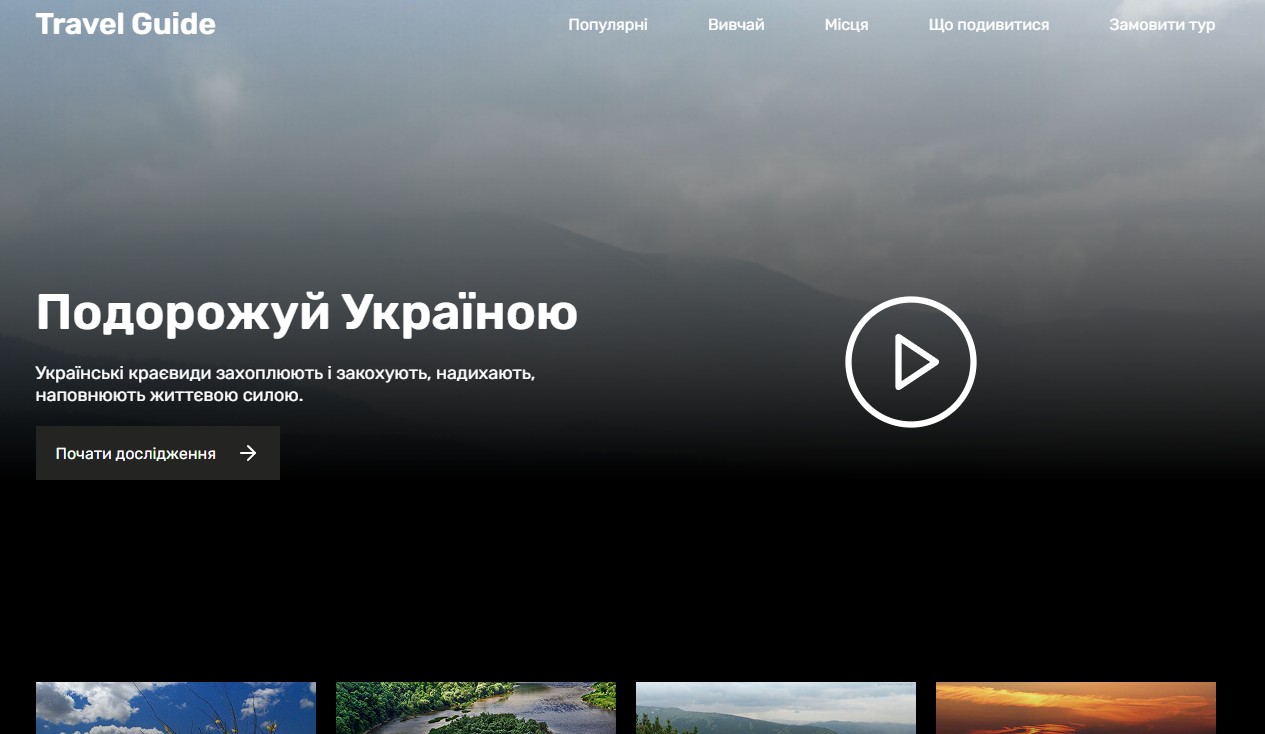 Travel Guide
Популярні
Вивчай
Місця
Що подивитися
Замовити тур
Подорожуй Україною
Українські краєвиди захоплюють і закохують, надихають,
наповнюють життєвою силою.
Почати дослідження